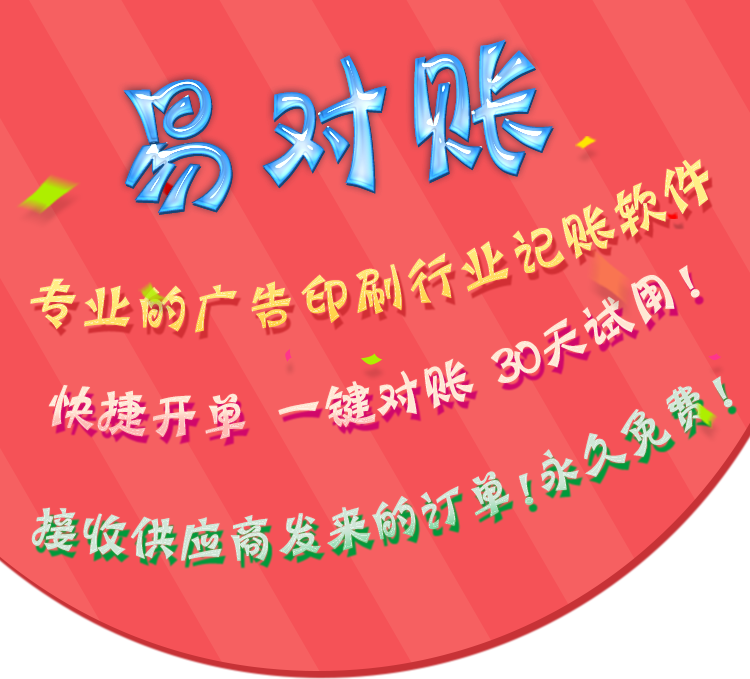 易对账
专业的广告印刷行业记账软件
快捷开单 一键对账 30天试用!
接收供应商发来的订单!永久免费!